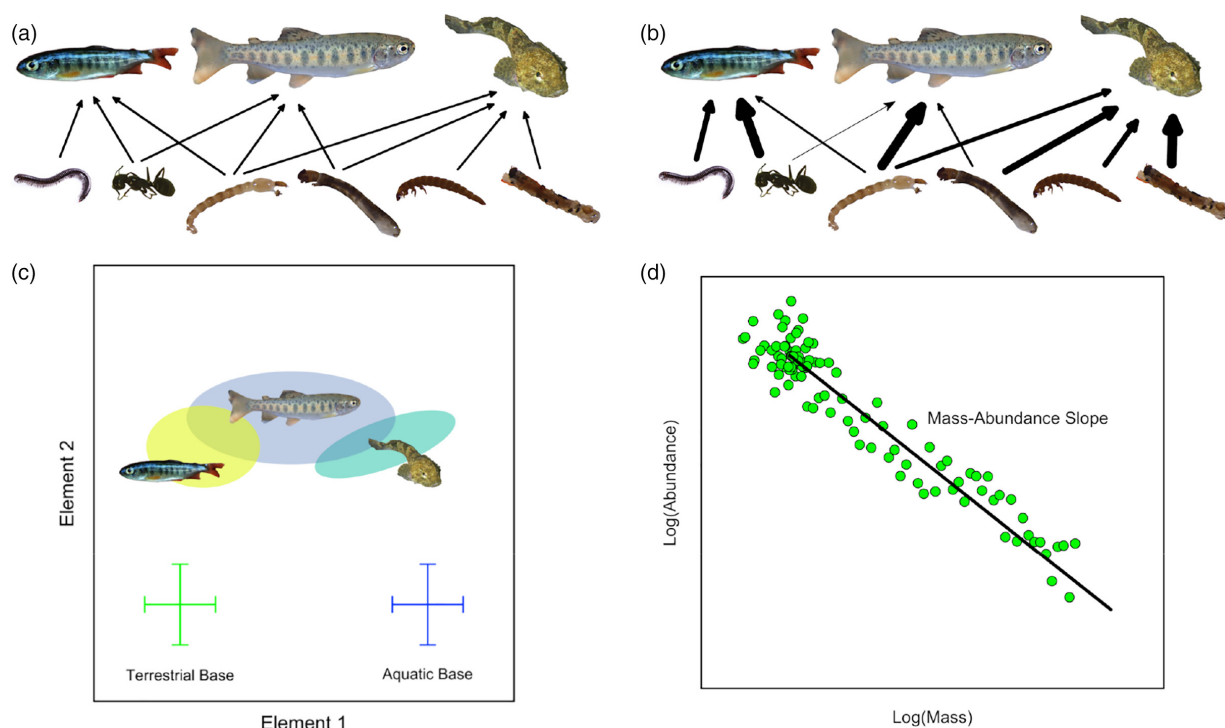 (a)
(b)
(c)
(d)
Element 2
Terrestrial Base
Aquatic Base
Element 1
Log(Abundance)
Mass-Abundance Slope
Log(Mass)